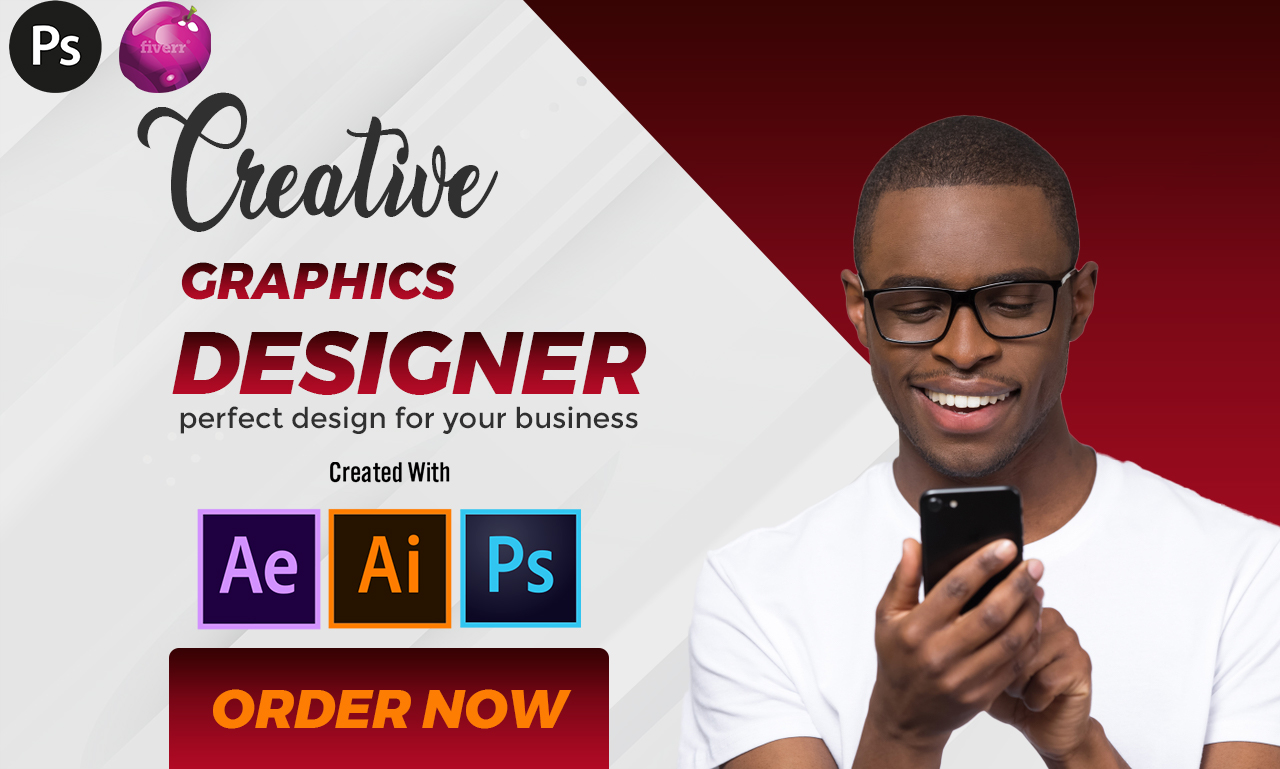 Ps fiverr
Creative
GRAPHICS
DESIGNER
perfect design for your business
Created With
Ae Ai Ps
ORDER NOW